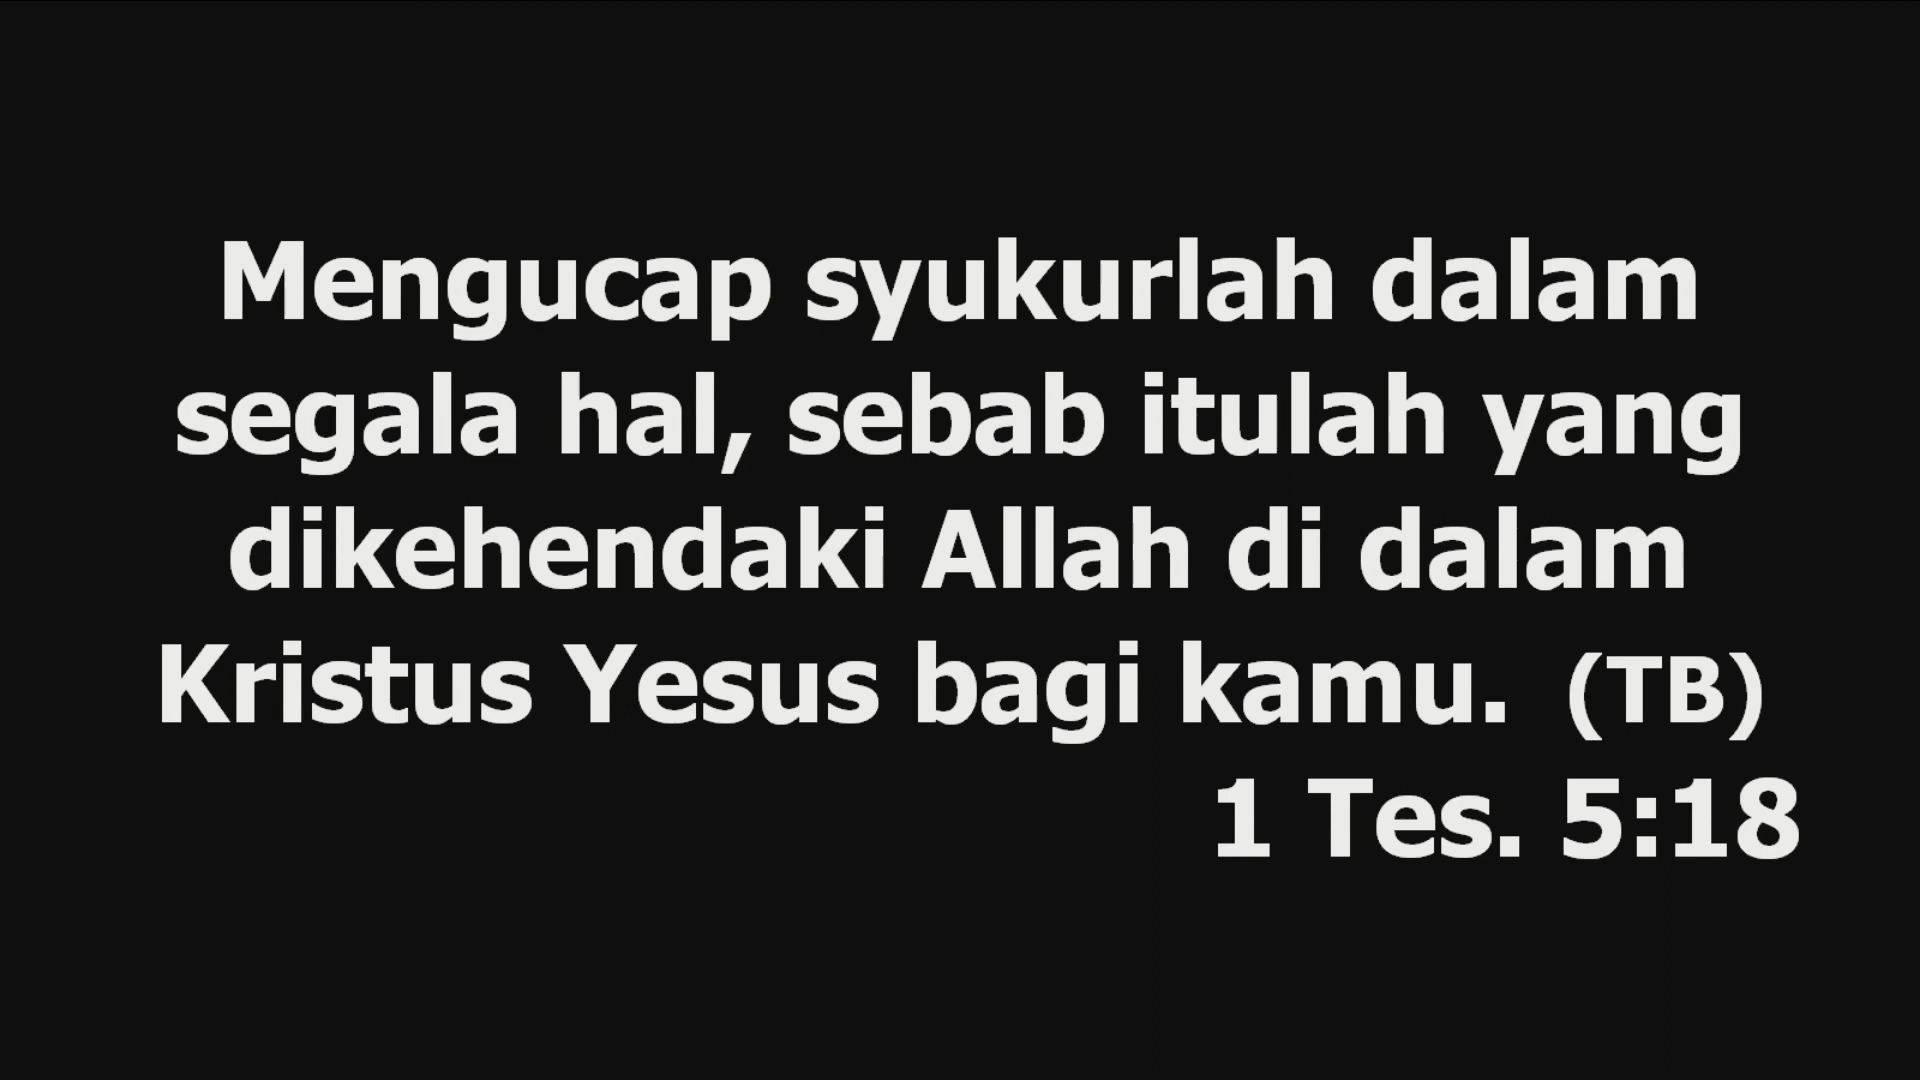 Mengucap syukurlah dalam
segala hal, sebab itulah yang
dikehendaki Allah di dalam
Kristus Yesus bagi kamu. (TB)
1 Tes. 5:18